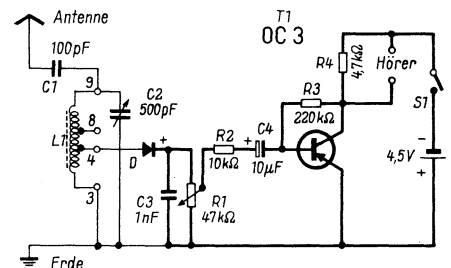 Antenne
T1
OC 3
100pF
C1
9
R4
4,7kΩ
Hörer
S1
C2
500pF
R3
220kΩ
8
L1
4
D
+
R2
10kΩ
+
C4
10µF
−
4,5V
+
3
C3
1nF
R1
47kΩ
Erde